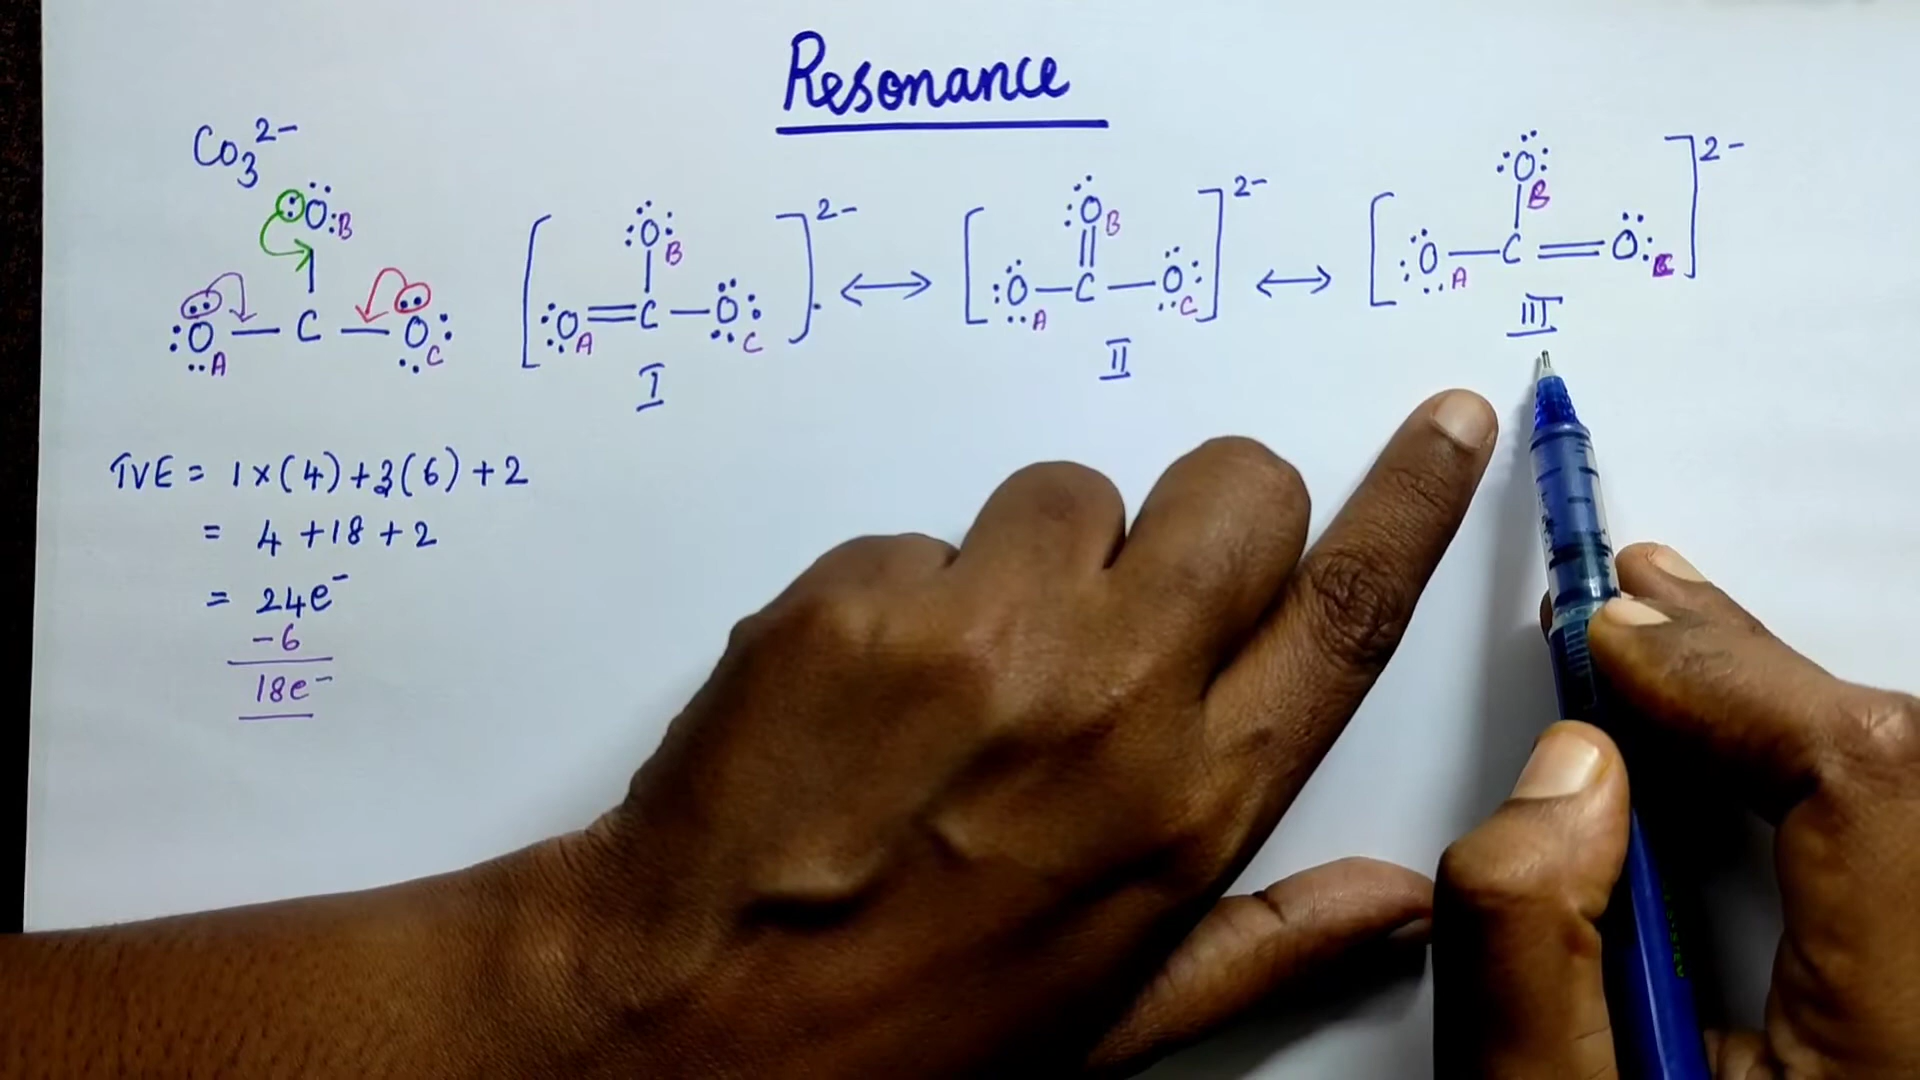 Resonance
Co3 2-
:Ö: B
:Ö A — C — Ö: C
[:O A = C — O: C, :O: B] 2-
I
↔
[:O A — C — O: C, :O B] 2-
II
↔
[:O A — C = O: C, :O: B] 2-
III
TVE = 1×(4)+3(6)+2
= 4+18+2
= 24e-
-6
18e-